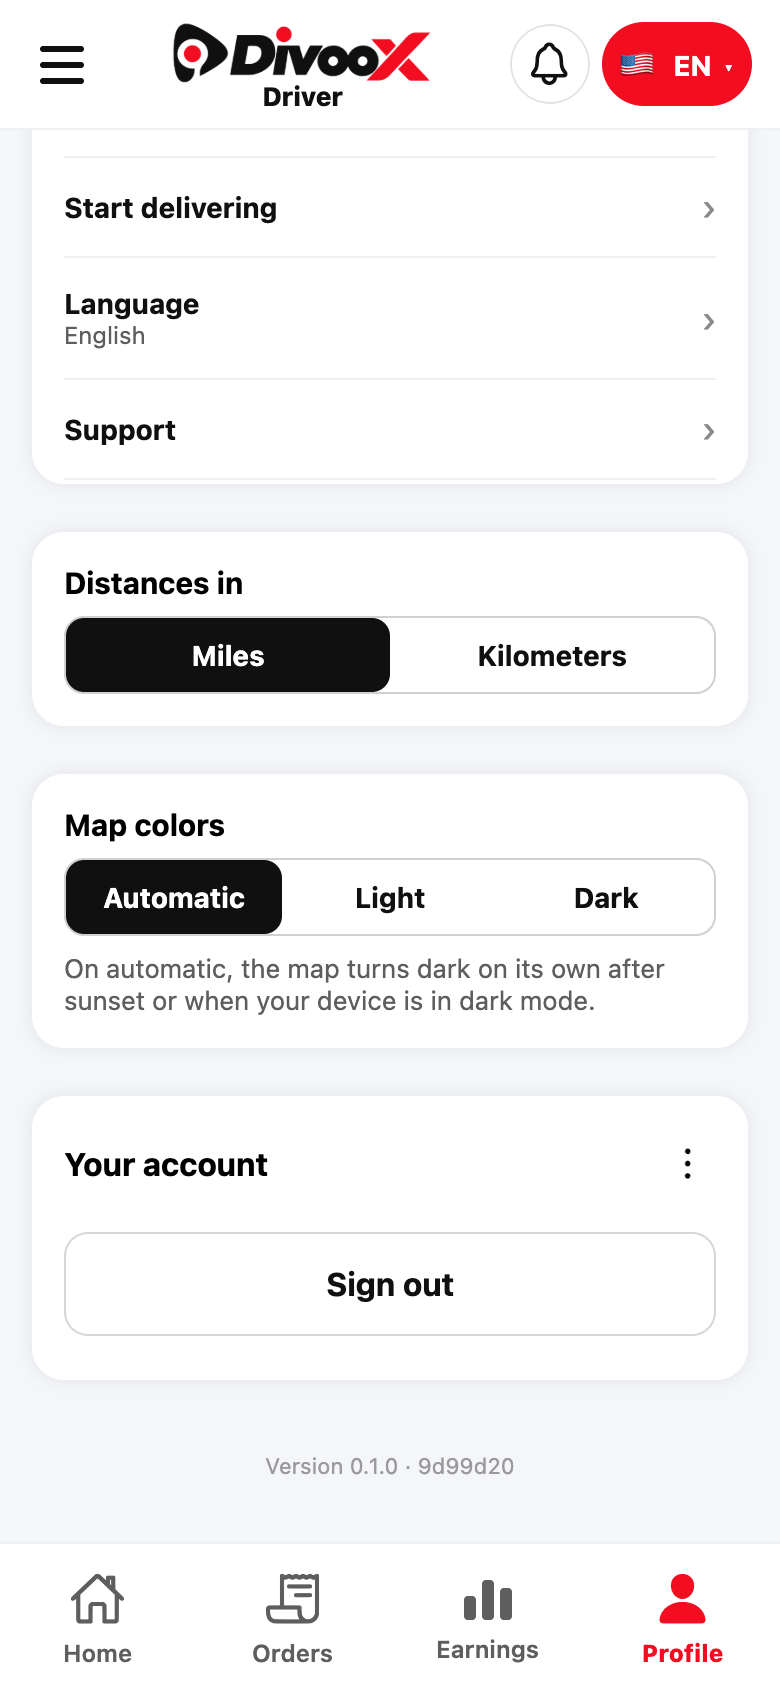 DivooX
Driver
EN
Start delivering
Language
English
Support
Distances in
Miles
Kilometers
Map colors
Automatic
Light
Dark
On automatic, the map turns dark on its own after
sunset or when your device is in dark mode.
Your account
Sign out
Version 0.1.0 · 9d99d20
Home
Orders
Earnings
Profile